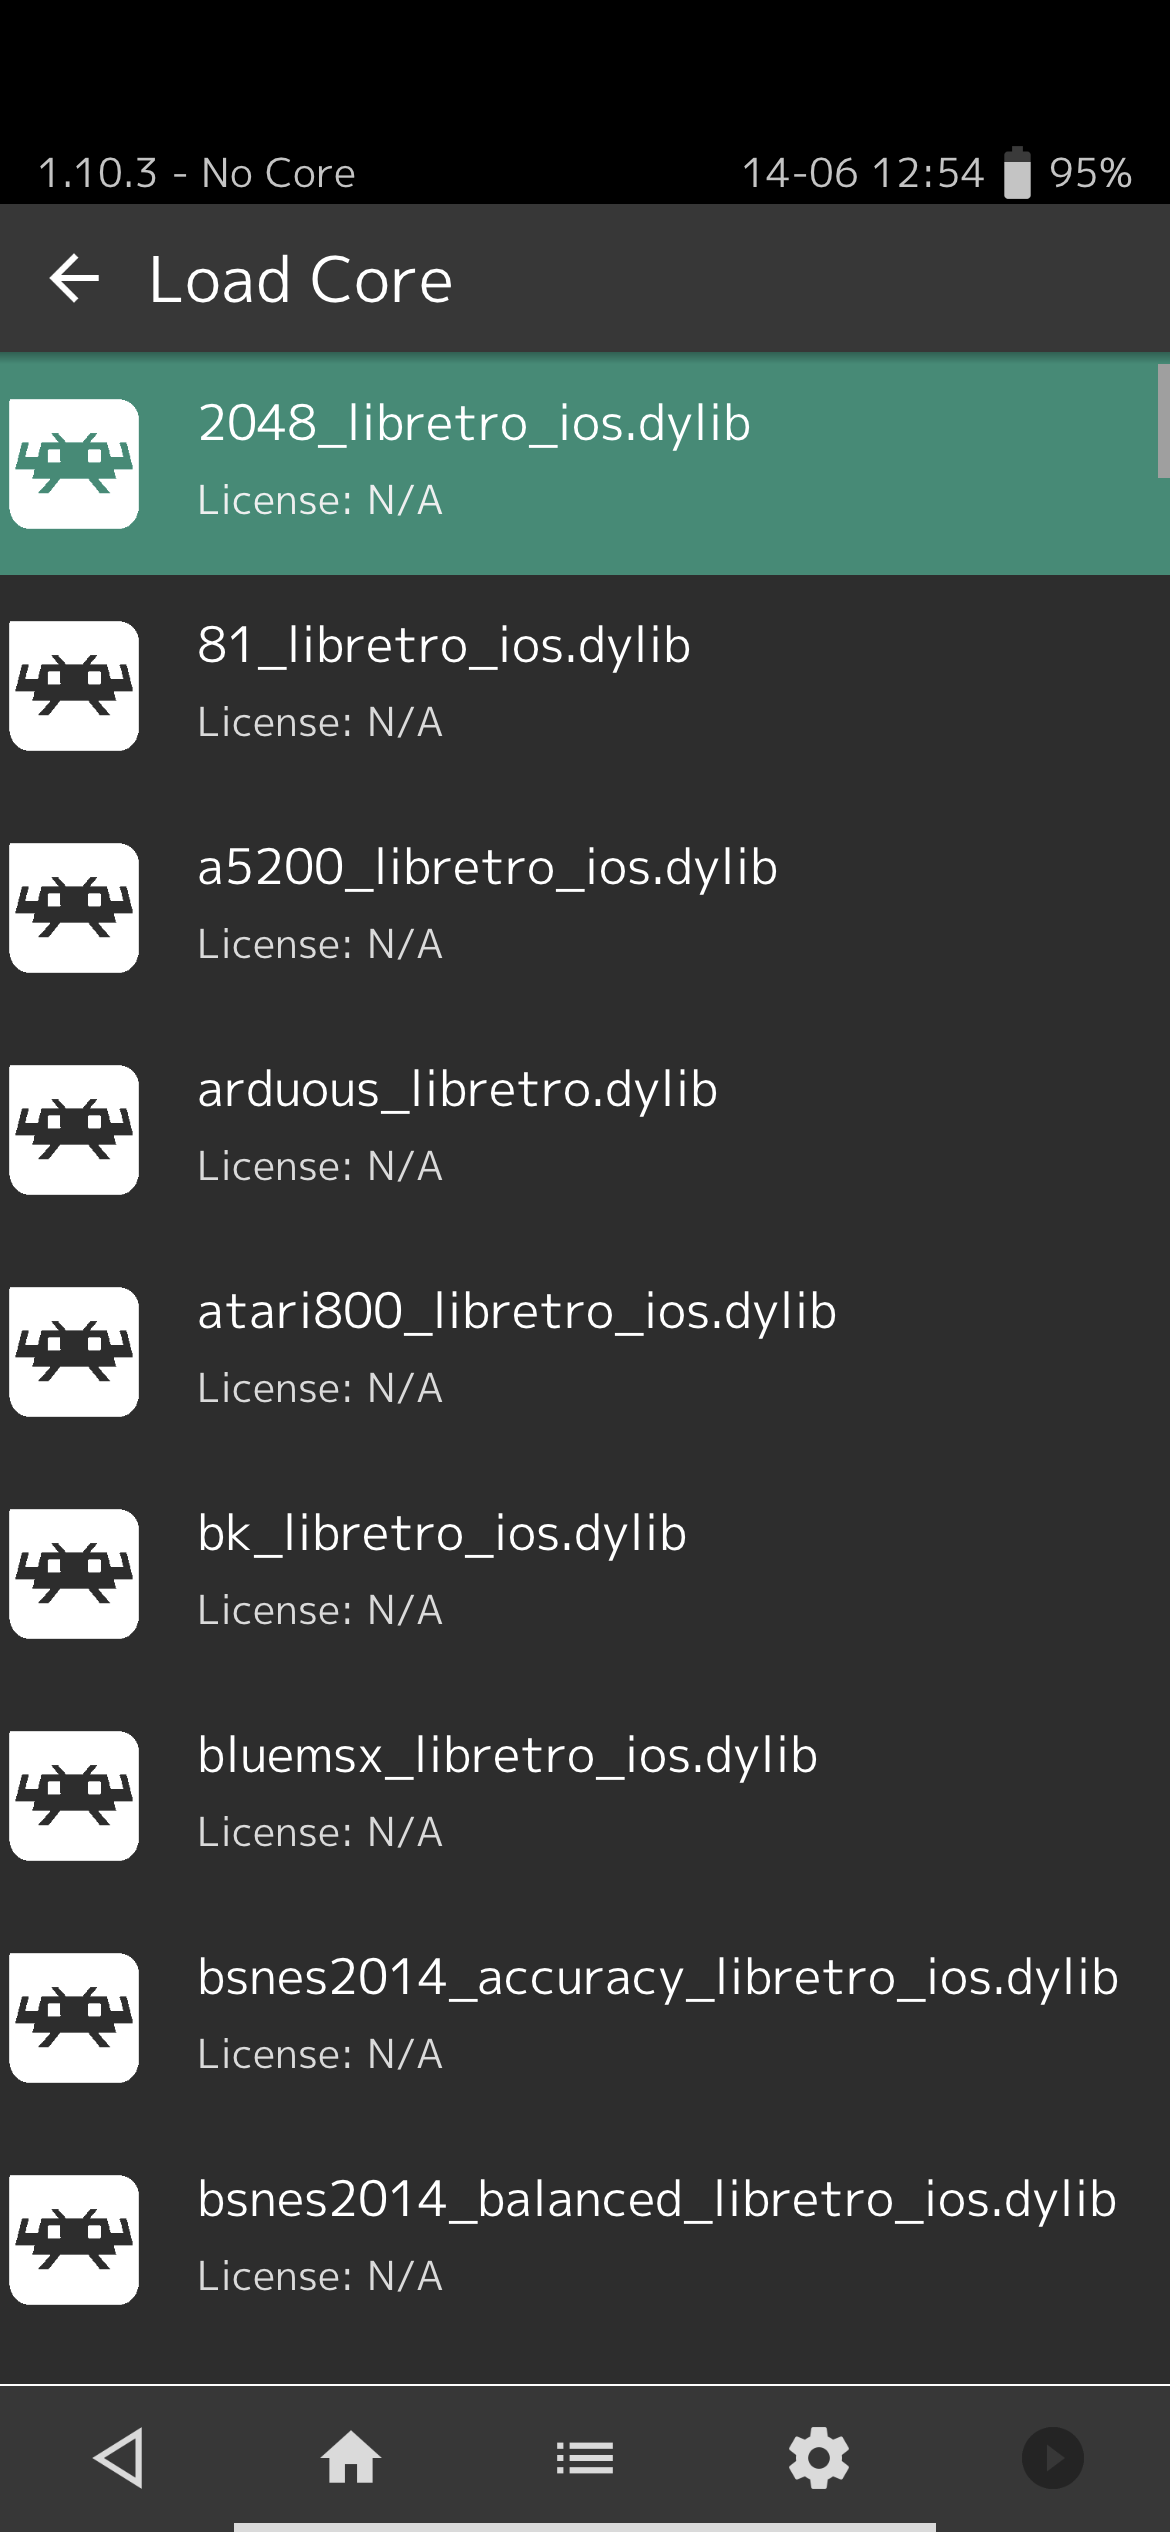 1.10.3 - No Core
14-06 12:54 95%
Load Core
2048_libretro_ios.dylib
License: N/A
81_libretro_ios.dylib
License: N/A
a5200_libretro_ios.dylib
License: N/A
arduous_libretro.dylib
License: N/A
atari800_libretro_ios.dylib
License: N/A
bk_libretro_ios.dylib
License: N/A
bluemsx_libretro_ios.dylib
License: N/A
bsnes2014_accuracy_libretro_ios.dylib
License: N/A
bsnes2014_balanced_libretro_ios.dylib
License: N/A